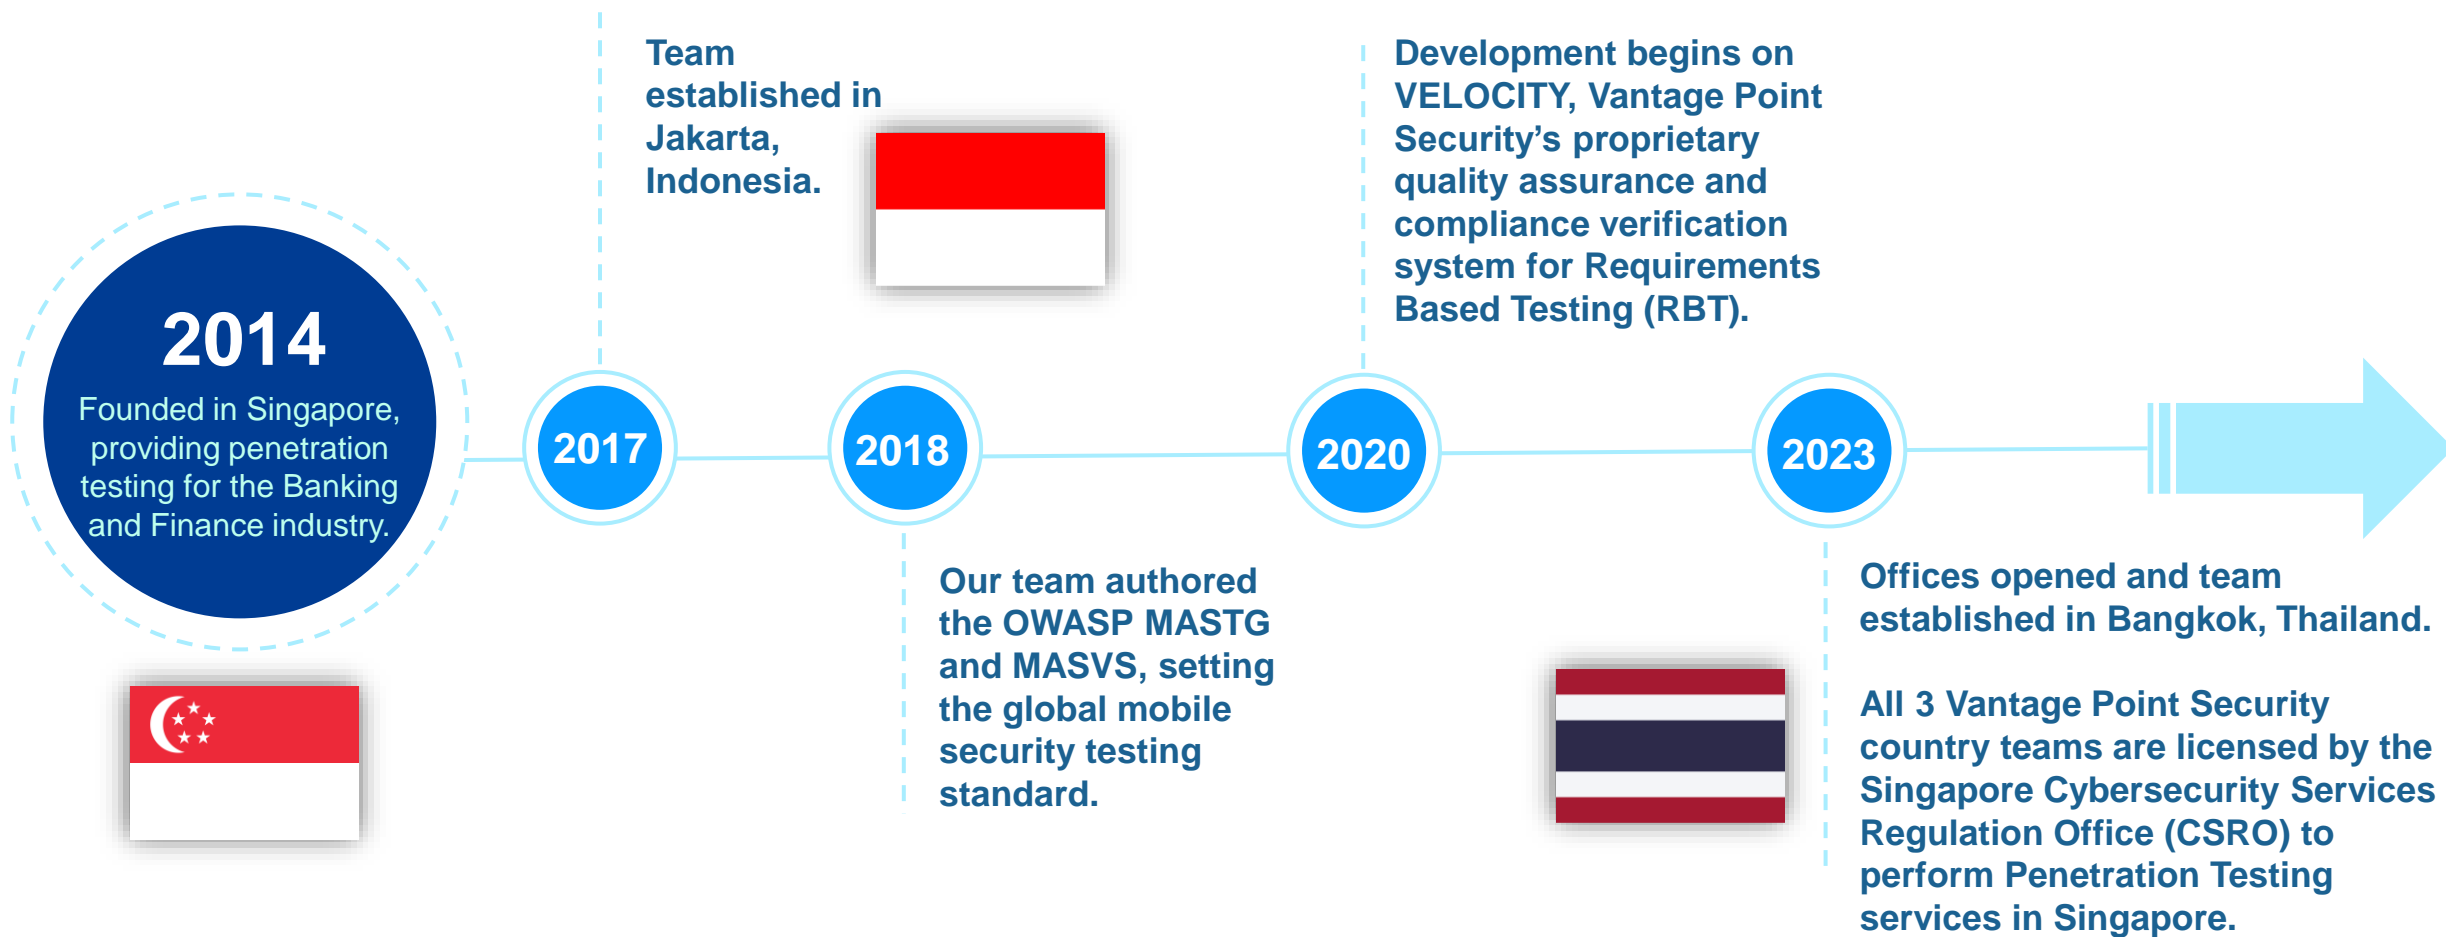 2014
Founded in Singapore,
providing penetration
testing for the Banking
and Finance industry.
2017
Team
established in
Jakarta,
Indonesia.
2018
Our team authored
the OWASP MASTG
and MASVS, setting
the global mobile
security testing
standard.
2020
Development begins on
VELOCITY, Vantage Point
Security’s proprietary
quality assurance and
compliance verification
system for Requirements
Based Testing (RBT).
2023
Offices opened and team
established in Bangkok, Thailand.
All 3 Vantage Point Security
country teams are licensed by the
Singapore Cybersecurity Services
Regulation Office (CSRO) to
perform Penetration Testing
services in Singapore.